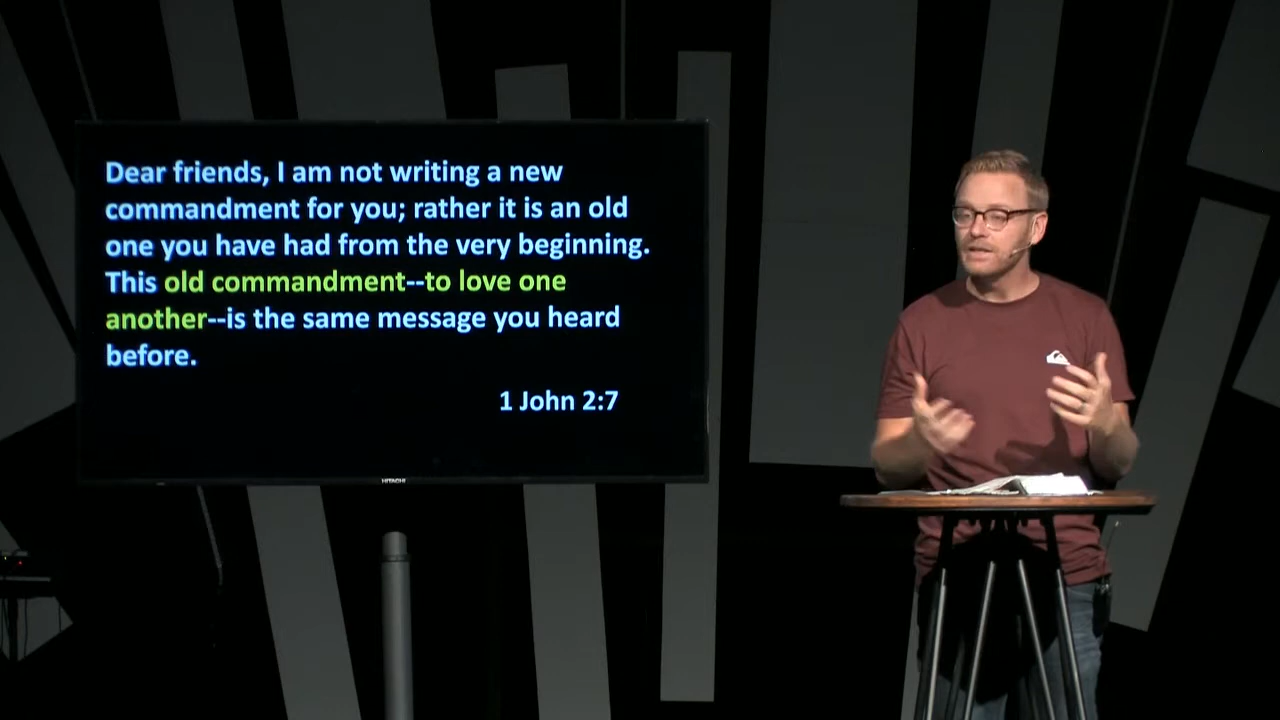 Dear friends, I am not writing a new
commandment for you; rather it is an old
one you have had from the very beginning.
This old commandment--to love one
another--is the same message you heard
before.
1 John 2:7
HITACHI